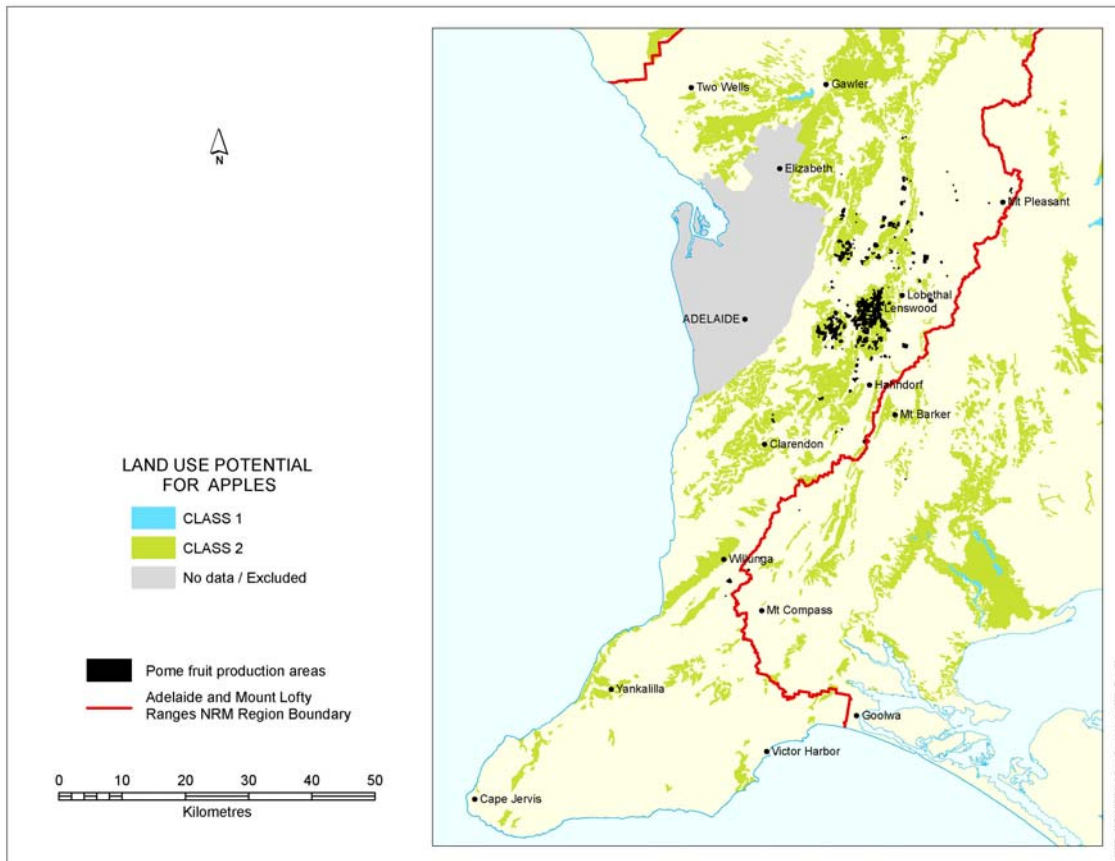 N
LAND USE POTENTIAL
FOR APPLES
CLASS 1
CLASS 2
No data / Excluded
Pome fruit production areas
Adelaide and Mount Lofty
Ranges NRM Region Boundary
0 10 20 30 40 50
Kilometres
Two Wells
Gawler
Elizabeth
Mt Pleasant
Lobethal
Lenswood
ADELAIDE
Hahndorf
Mt Barker
Clarendon
Willunga
Mt Compass
Yankalilla
Goolwa
Victor Harbor
Cape Jervis